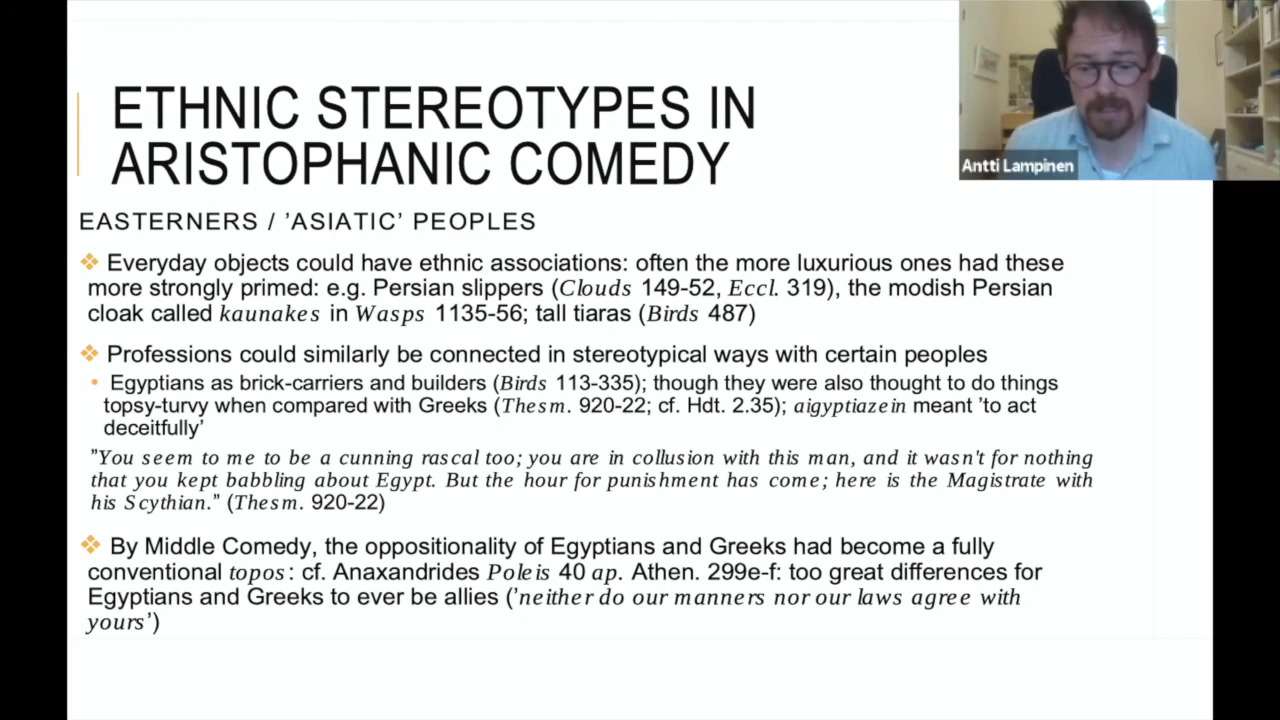 ETHNIC STEREOTYPES IN
ARISTOPHANIC COMEDY
Antti Lampinen
EASTERNERS / ’ASIATIC’ PEOPLES
❖ Everyday objects could have ethnic associations: often the more luxurious ones had these
more strongly primed: e.g. Persian slippers (Clouds 149-52, Eccl. 319), the modish Persian
cloak called kaunakes in Wasps 1135-56; tall tiaras (Birds 487)
❖ Professions could similarly be connected in stereotypical ways with certain peoples
• Egyptians as brick-carriers and builders (Birds 113-335); though they were also thought to do things
topsy-turvy when compared with Greeks (Thesm. 920-22; cf. Hdt. 2.35); aigyptiazein meant ’to act
deceitfully’
”You seem to me to be a cunning rascal too; you are in collusion with this man, and it wasn't for nothing
that you kept babbling about Egypt. But the hour for punishment has come; here is the Magistrate with
his Scythian.” (Thesm. 920-22)
❖ By Middle Comedy, the oppositionality of Egyptians and Greeks had become a fully
conventional topos: cf. Anaxandrides Poleis 40 ap. Athen. 299e-f: too great differences for
Egyptians and Greeks to ever be allies (’neither do our manners nor our laws agree with
yours’)